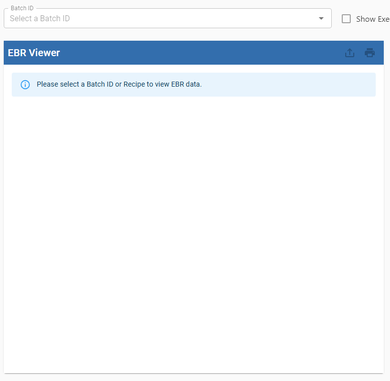 Batch ID
Select a Batch ID
Show Exe
EBR Viewer
Please select a Batch ID or Recipe to view EBR data.